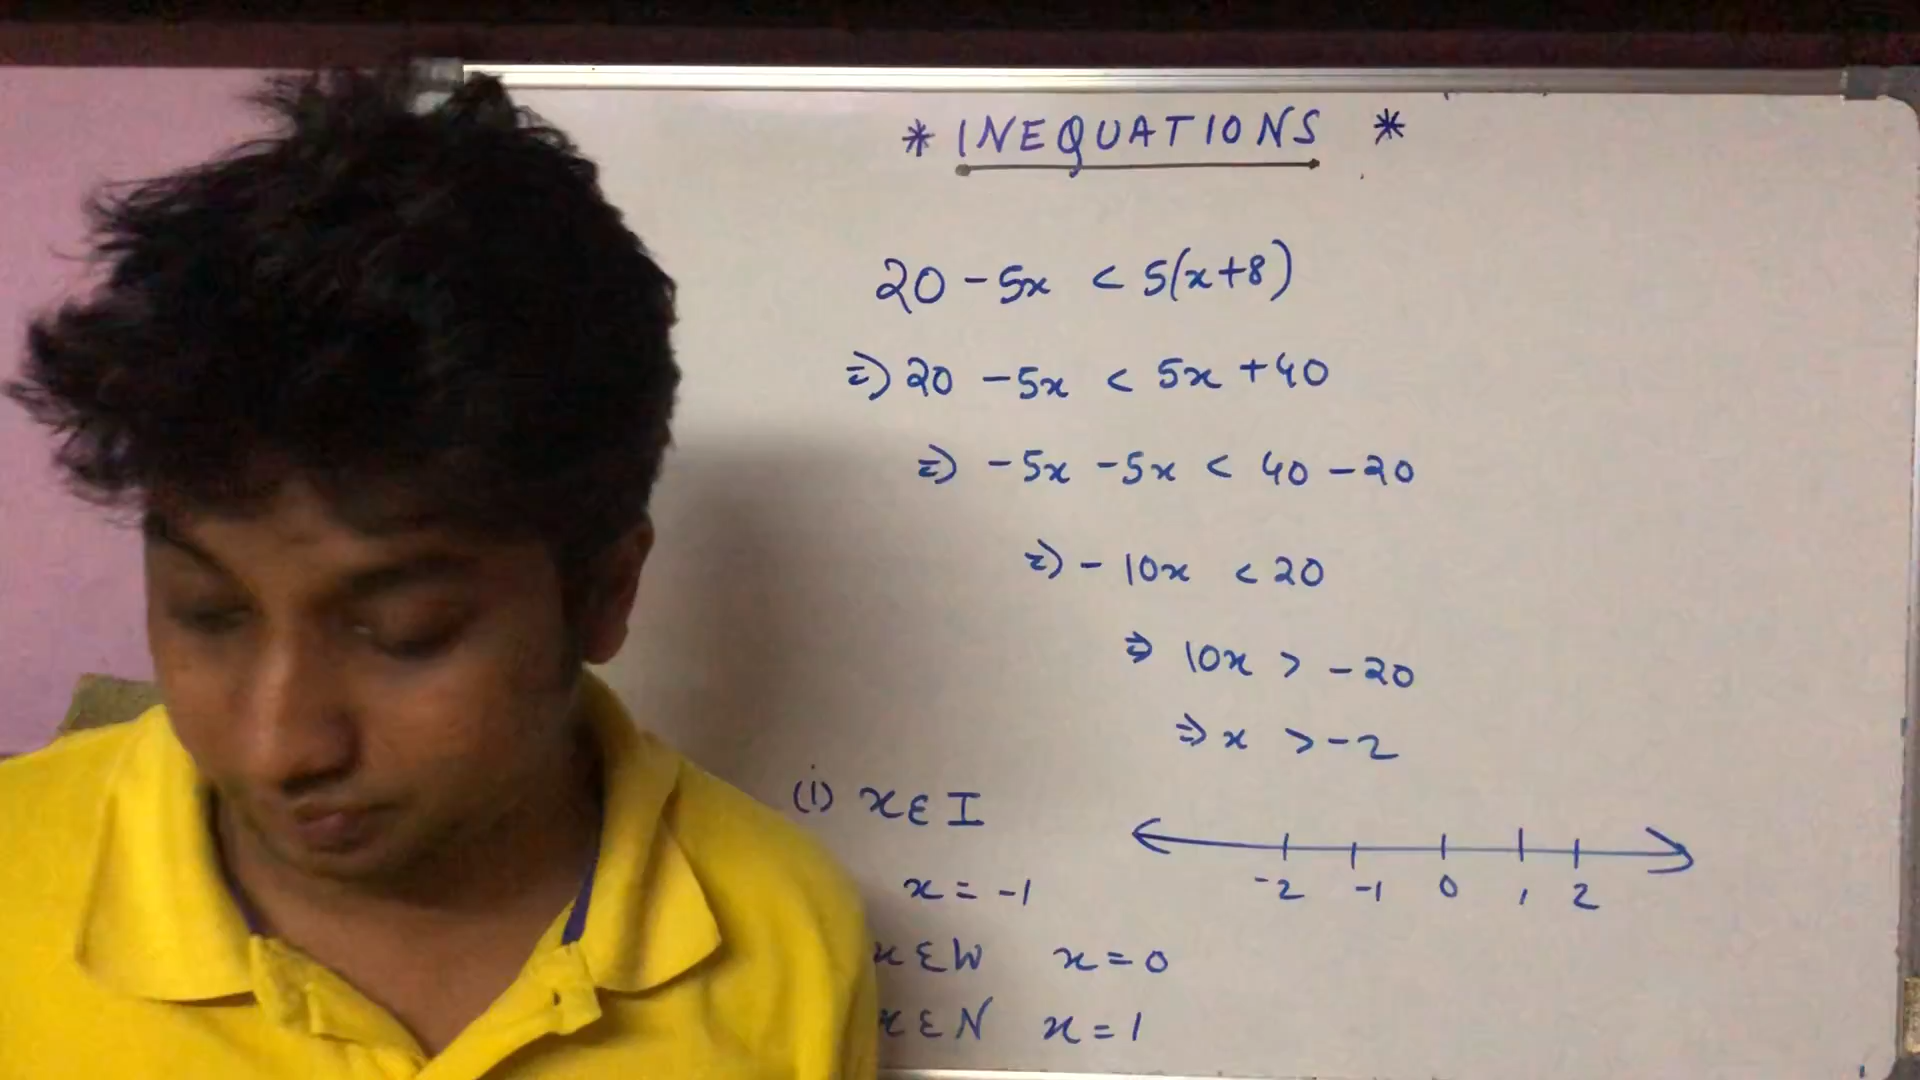 * INEQUATIONS *
20 - 5x < 5(x+8)
=> 20 - 5x < 5x + 40
=> -5x - 5x < 40 - 20
=> - 10x < 20
=> 10x > - 20
=> x > - 2
(i) x ε I
-2 -1 0 1 2
x = -1
x ε W x = 0
x ε N x = 1